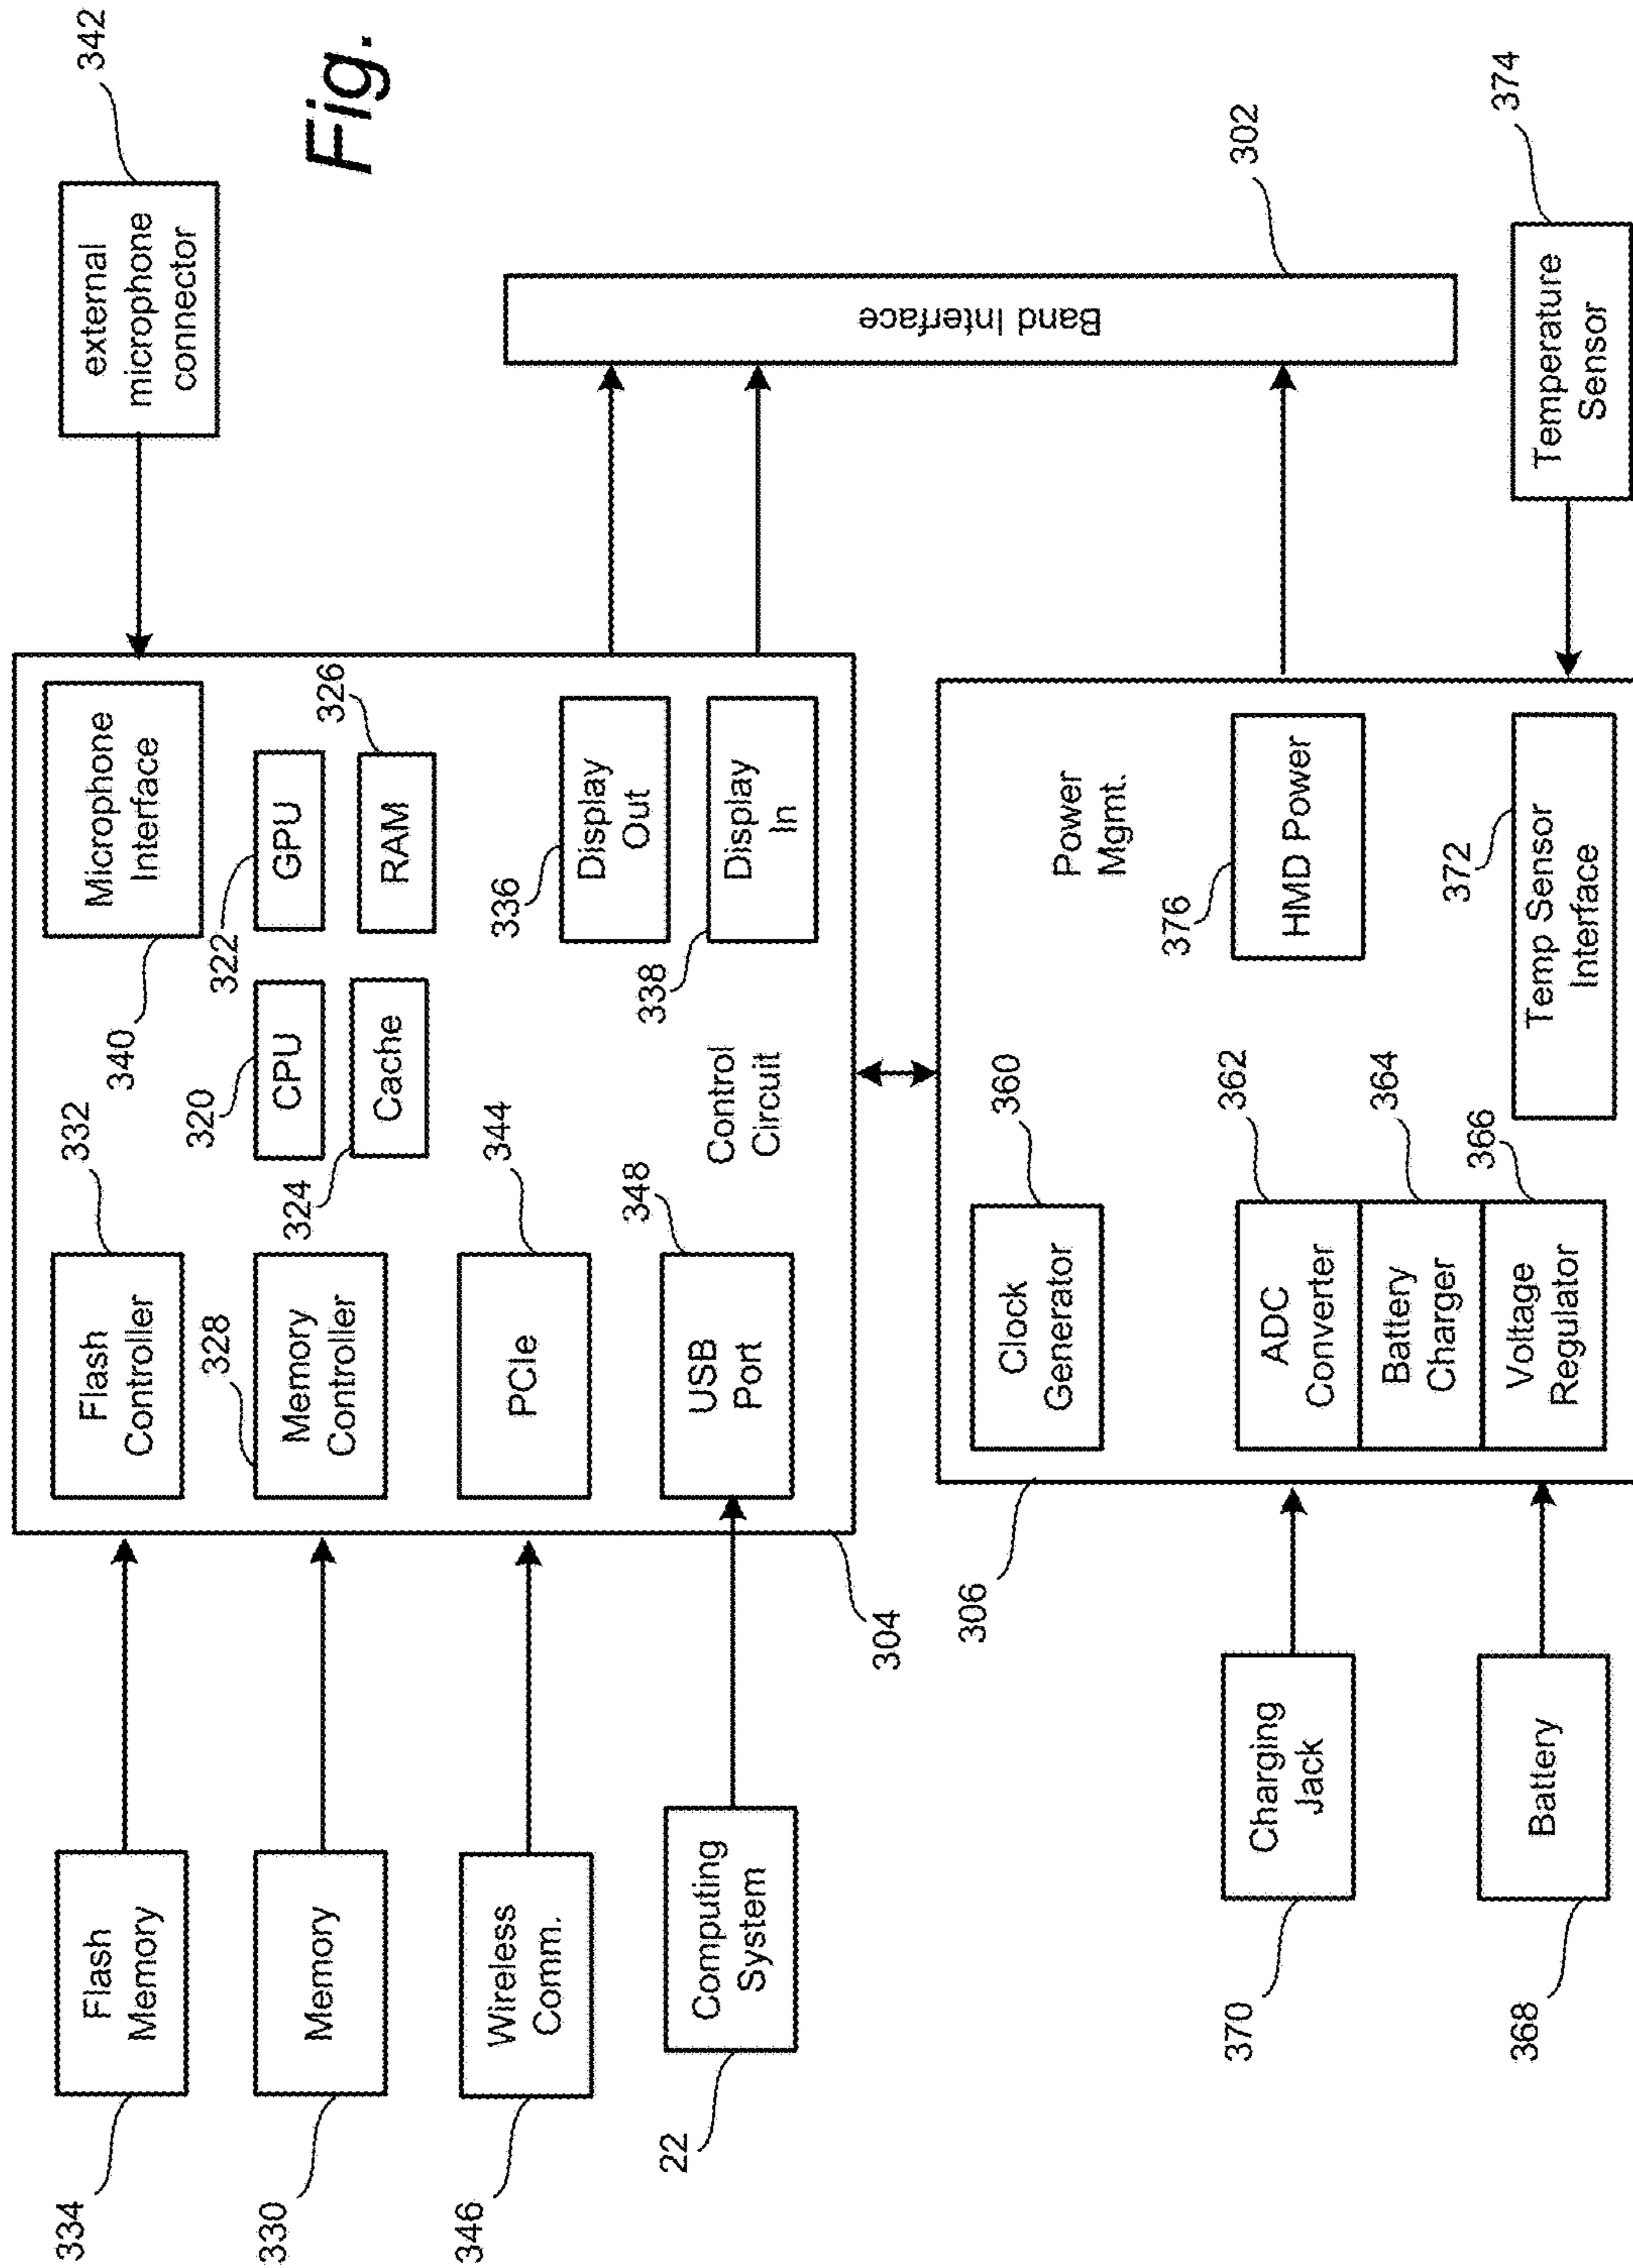 334
Flash
Memory
330
Memory
346
Wireless
Comm.
22
Computing
System
304
332
Flash
Controller
328
Memory
Controller
344
PCIe
348
USB
Port
320
CPU
322
GPU
324
Cache
326
RAM
340
Microphone
Interface
342
external
microphone
connector
336
Display
Out
338
Display
In
Control
Circuit
302
Band Interface
Fig.
306
370
Charging
Jack
368
Battery
360
Clock
Generator
362
ADC
Converter
364
Battery
Charger
366
Voltage
Regulator
Power
Mgmt.
376
HMD Power
372
Temp Sensor
Interface
374
Temperature
Sensor